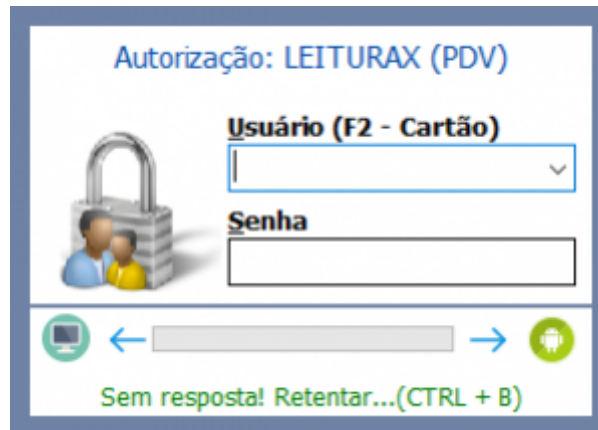 Autorização: LEITURAX (PDV)
Usuário (F2 - Cartão)
Senha
Sem resposta! Retentar...(CTRL + B)